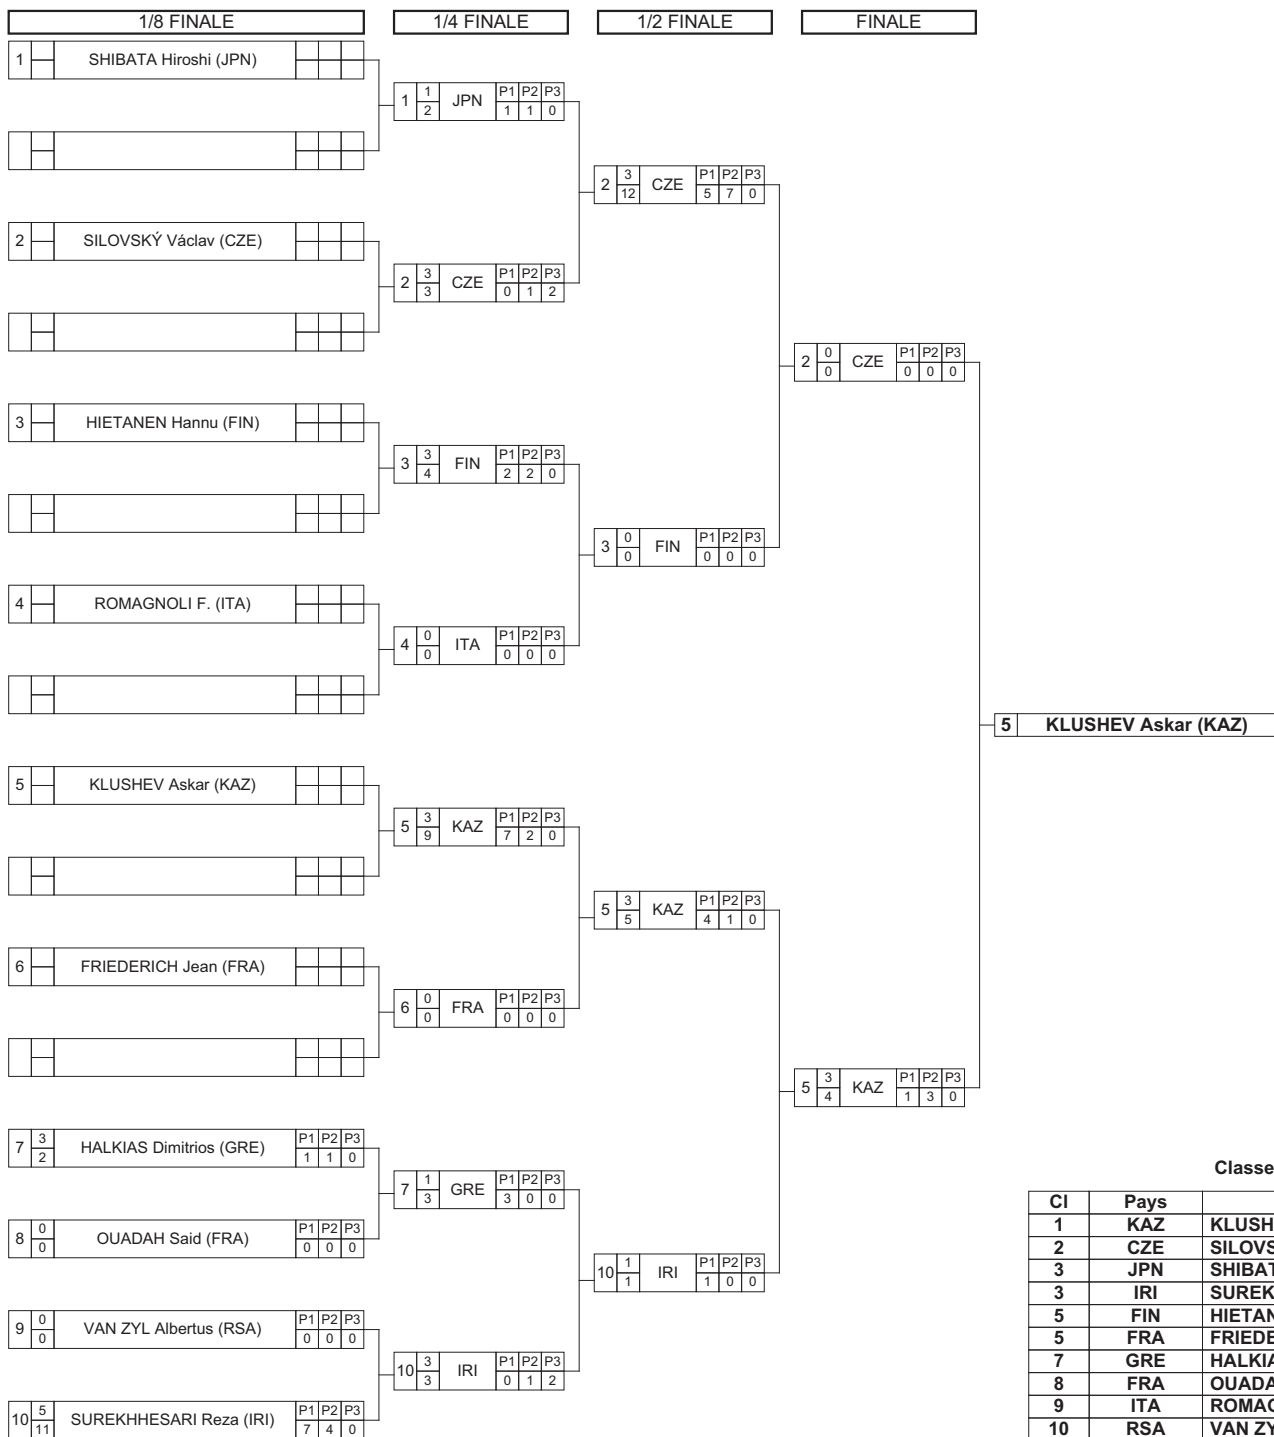 1/8 FINALE 1/4 FINALE 1/2 FINALE FINALE
1 SHIBATA Hiroshi (JPN)
1 1 2 JPN P1 P2 P3 1 1 0
2 3 12 CZE P1 P2 P3 5 7 0
2 SILOVSKÝ Václav (CZE)
2 3 3 CZE P1 P2 P3 0 1 2
2 0 0 CZE P1 P2 P3 0 0 0
3 HIETANEN Hannu (FIN)
3 3 4 FIN P1 P2 P3 2 2 0
3 0 0 FIN P1 P2 P3 0 0 0
4 ROMAGNOLI F. (ITA)
4 0 0 ITA P1 P2 P3 0 0 0
5 KLUSHEV Askar (KAZ)
5 KLUSHEV Askar (KAZ)
5 3 9 KAZ P1 P2 P3 7 2 0
5 3 5 KAZ P1 P2 P3 4 1 0
6 FRIEDERICH Jean (FRA)
6 0 0 FRA P1 P2 P3 0 0 0
5 3 4 KAZ P1 P2 P3 1 3 0
7 3 2 HALKIAS Dimitrios (GRE) P1 P2 P3 1 1 0
7 1 3 GRE P1 P2 P3 3 0 0
8 0 0 OUADAH Said (FRA) P1 P2 P3 0 0 0
10 1 1 IRI P1 P2 P3 1 0 0
9 0 0 VAN ZYL Albertus (RSA) P1 P2 P3 0 0 0
10 3 3 IRI P1 P2 P3 0 1 2
10 5 11 SUREKHHESARI Reza (IRI) P1 P2 P3 7 4 0
Classe
Cl Pays
1 KAZ KLUSH
2 CZE SILOVS
3 JPN SHIBAT
3 IRI SUREK
5 FIN HIETAN
5 FRA FRIEDE
7 GRE HALKIA
8 FRA OUADA
9 ITA ROMAG
10 RSA VAN ZY